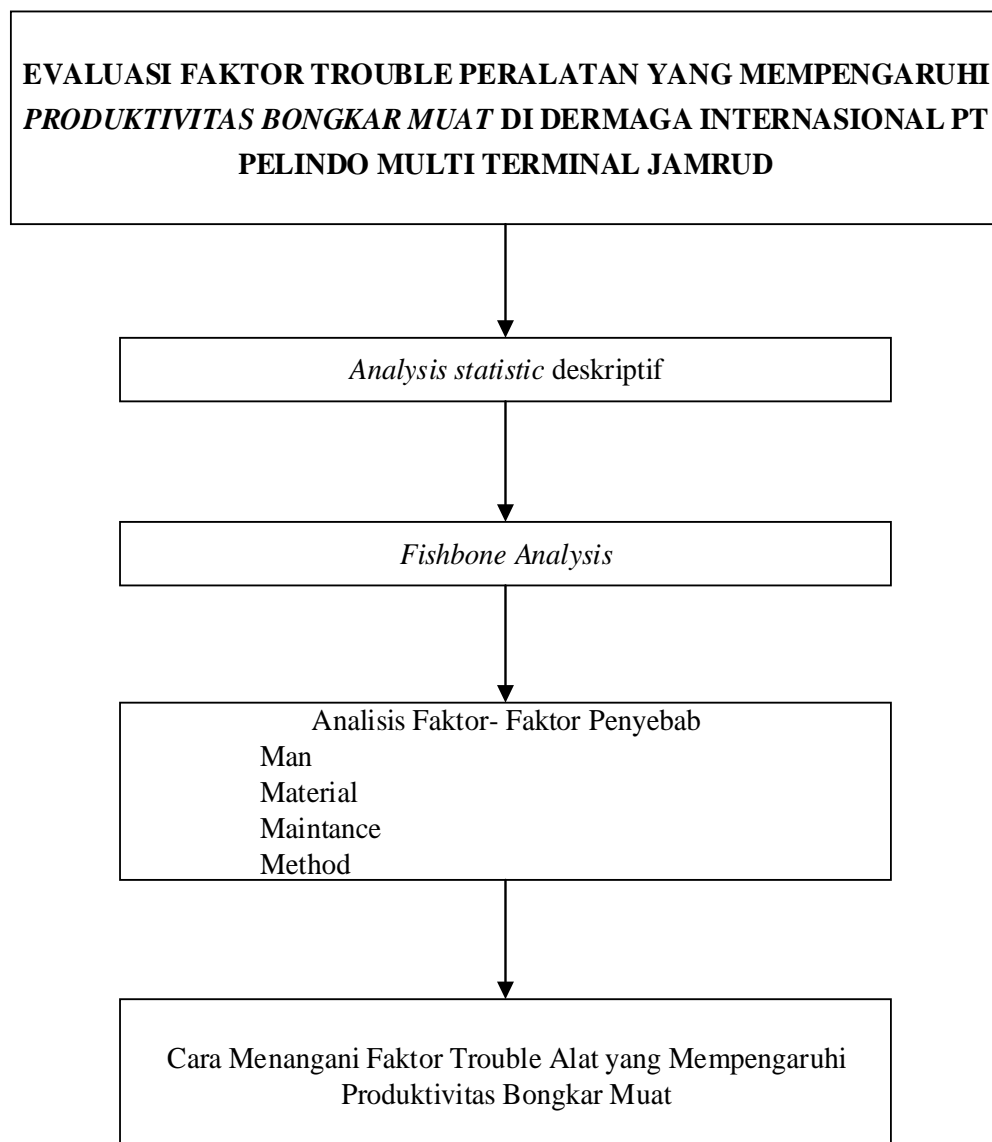 EVALUASI FAKTOR TROUBLE PERALATAN YANG MEMPENGARUHI
PRODUKTIVITAS BONGKAR MUAT DI DERMAGA INTERNASIONAL PT
PELINDO MULTI TERMINAL JAMRUD
Analysis statistic deskriptif
Fishbone Analysis
Analisis Faktor- Faktor Penyebab
Man
Material
Maintance
Method
Cara Menangani Faktor Trouble Alat yang Mempengaruhi
Produktivitas Bongkar Muat